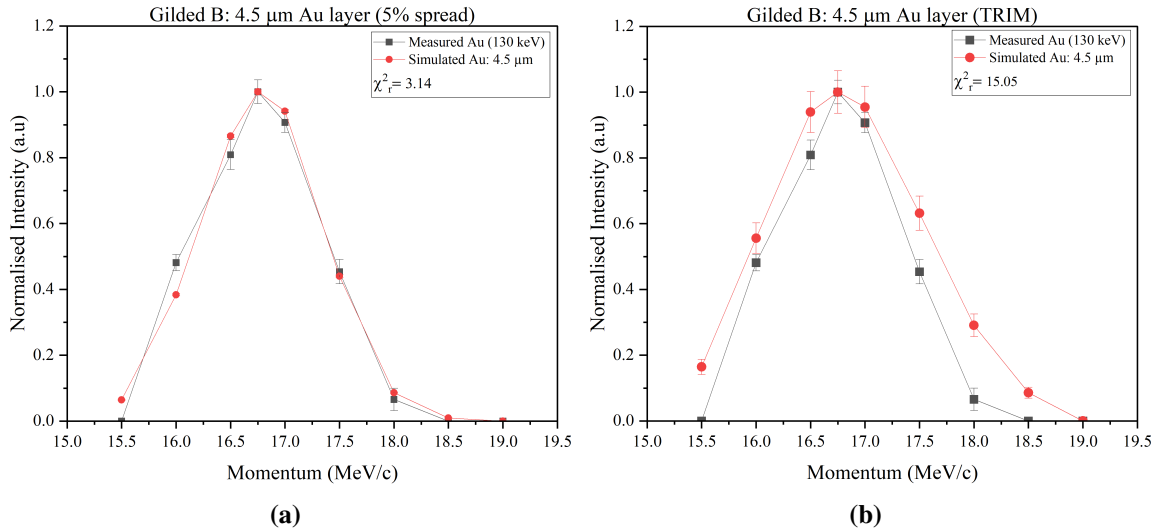 Gilded B: 4.5 μm Au layer (5% spread)
Measured Au (130 keV)
Simulated Au: 4.5 μm
χ²ᵣ= 3.14
Normalised Intensity (a.u)
1.2
1.0
0.8
0.6
0.4
0.2
0.0
15.0 15.5 16.0 16.5 17.0 17.5 18.0 18.5 19.0 19.5
Momentum (MeV/c)
(a)
Gilded B: 4.5 μm Au layer (TRIM)
Measured Au (130 keV)
Simulated Au: 4.5 μm
χ²ᵣ= 15.05
Normalised Intensity (a.u)
1.2
1.0
0.8
0.6
0.4
0.2
0.0
15.0 15.5 16.0 16.5 17.0 17.5 18.0 18.5 19.0 19.5
Momentum (MeV/c)
(b)